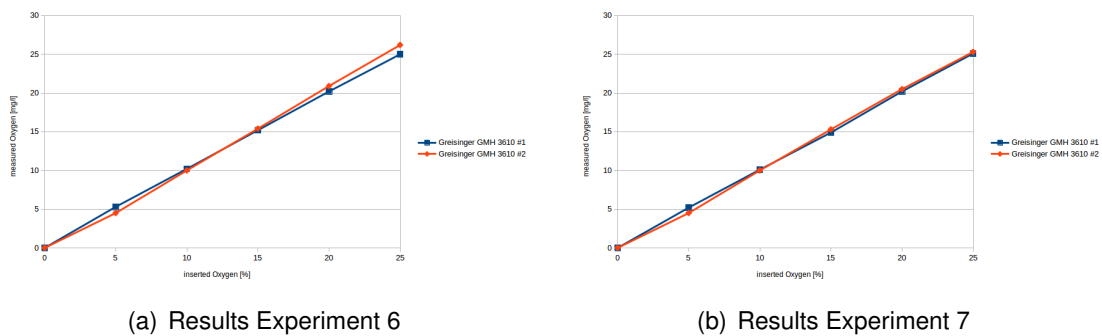 30
25
20
15
10
5
0
measured Oxygen [mg/l]
0 5 10 15 20 25
inserted Oxygen [%]
Greisinger GMH 3610 #1
Greisinger GMH 3610 #2
(a) Results Experiment 6
30
25
20
15
10
5
0
measured Oxygen [mg/l]
0 5 10 15 20 25
inserted Oxygen [%]
Greisinger GMH 3610 #1
Greisinger GMH 3610 #2
(b) Results Experiment 7